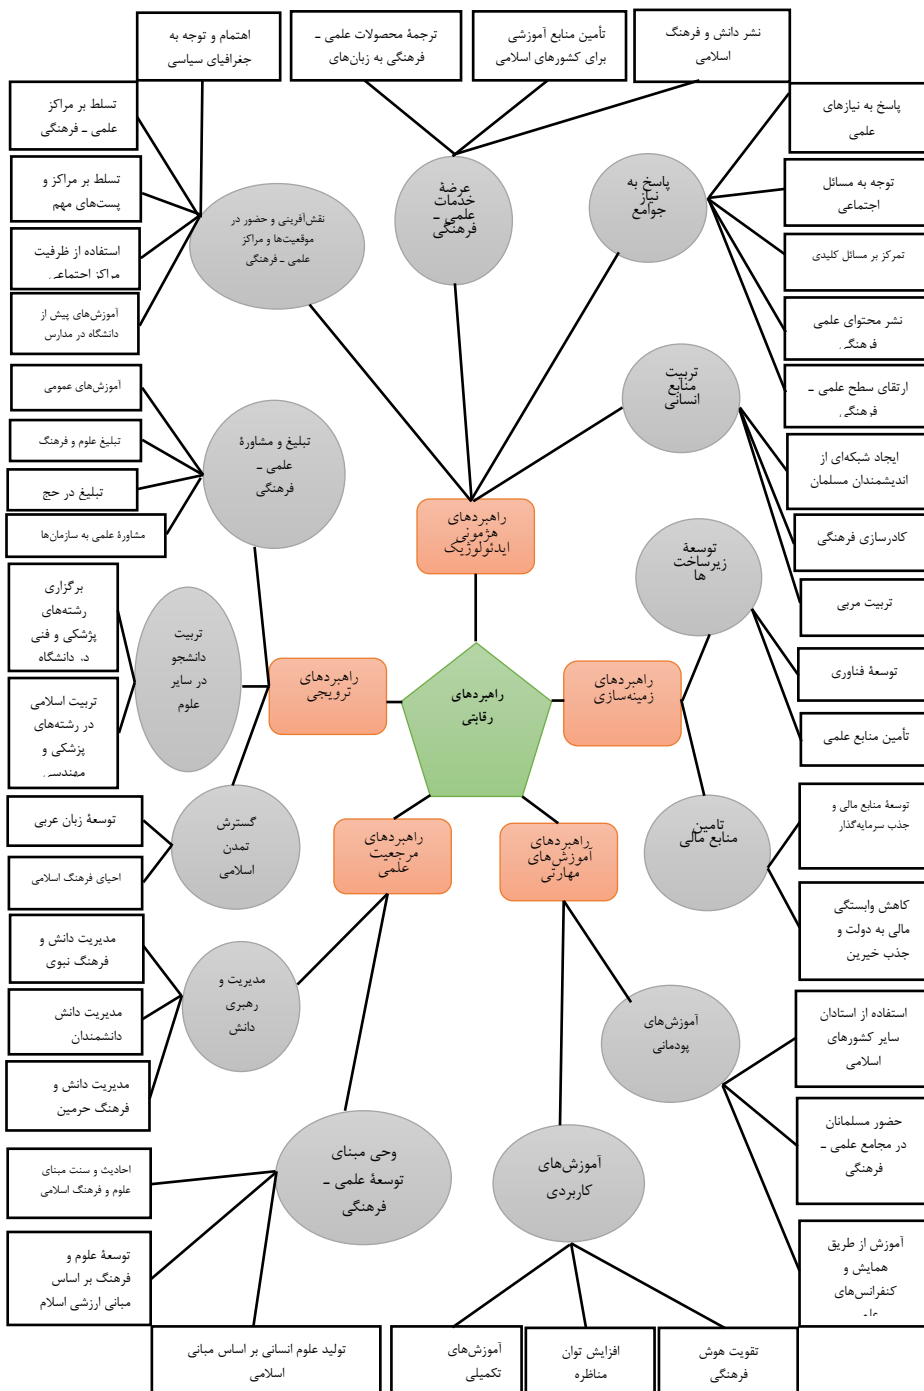 نشر دانش و فرهنگ
اسلامی
تأمین منابع آموزشی
برای کشورهای اسلامی
ترجمهٔ محصولات علمی ـ
فرهنگی به زبان‌های
اهتمام و توجه به
جغرافیای سیاسی
پاسخ به نیازهای
علمی
توجه به مسائل
اجتماعی
تمرکز بر مسائل کلیدی
نشر محتوای علمی
فرهنگی
ارتقای سطح علمی ـ
فرهنگی
ایجاد شبکه‌ای از
اندیشمندان مسلمان
کادرسازی فرهنگی
تربیت مربی
توسعهٔ فناوری
تأمین منابع علمی
توسعهٔ منابع مالی و
جذب سرمایه‌گذار
کاهش وابستگی
مالی به دولت و
جذب خیرین
استفاده از استادان
سایر کشورهای
اسلامی
حضور مسلمانان
در مجامع علمی ـ
فرهنگی
آموزش از طریق
همایش و
کنفرانس‌های
پاسخ به
نیاز
جوامع
عرضهٔ
خدمات
علمی ـ
فرهنگی
نقش‌آفرینی و حضور در
موقعیت‌ها و مراکز
علمی ـ فرهنگی
تربیت
منابع
انسانی
توسعهٔ
زیرساخت
ها
تامین
منابع مالی
آموزش‌های
پودمانی
آموزش‌های
کاربردی
وحی مبنای
توسعهٔ علمی ـ
فرهنگی
مدیریت و
رهبری
دانش
گسترش
تمدن
اسلامی
تربیت
دانشجو
در سایر
علوم
تبلیغ و مشاورهٔ
علمی ـ
فرهنگی
راهبردهای
هژمونی
ایدئولوژیک
راهبردهای
زمینه‌سازی
راهبردهای
رقابتی
راهبردهای
ترویجی
راهبردهای
آموزش‌های
مهارتی
راهبردهای
مرجعیت
علمی
تسلط بر مراکز
علمی ـ فرهنگی
تسلط بر مراکز و
پست‌های مهم
استفاده از ظرفیت
مراکز اجتماعی
آموزش‌های پیش از
دانشگاه در مدارس
آموزش‌های عمومی
تبلیغ علوم و فرهنگ
تبلیغ در حج
مشاورهٔ علمی به سازمان‌ها
برگزاری
رشته‌های
پزشکی و فنی
در دانشگاه
تربیت اسلامی
در رشته‌های
پزشکی و
مهندسی
توسعهٔ زبان عربی
احیای فرهنگ اسلامی
مدیریت دانش و
فرهنگ نبوی
مدیریت دانش
دانشمندان
مدیریت دانش و
فرهنگ حرمین
احادیث و سنت مبنای
علوم و فرهنگ اسلامی
توسعهٔ علوم و
فرهنگ بر اساس
مبانی ارزشی اسلام
تولید علوم انسانی بر اساس مبانی
اسلامی
آموزش‌های
تکمیلی
افزایش توان
مناظره
تقویت هوش
فرهنگی